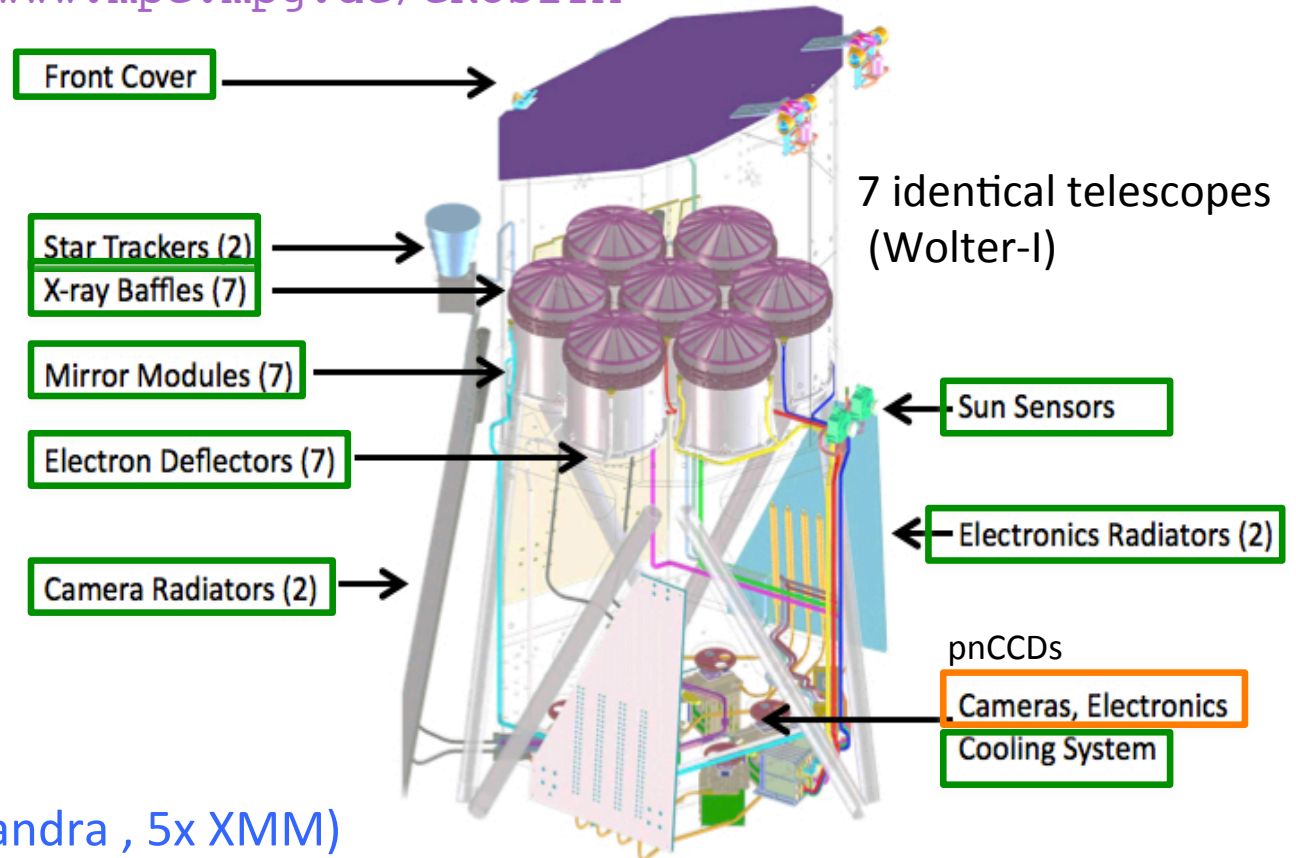 Front Cover
7 identical telescopes
(Wolter-I)
Star Trackers (2)
X-ray Baffles (7)
Mirror Modules (7)
Sun Sensors
Electron Deflectors (7)
Electronics Radiators (2)
Camera Radiators (2)
pnCCDs
Cameras, Electronics
Cooling System
andra , 5x XMM)